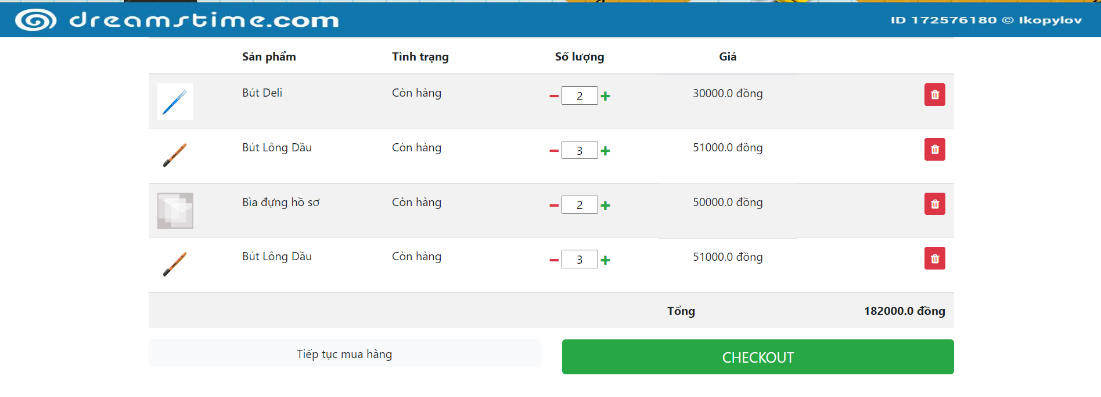 dreamstime.com
ID 172576180 © Ikopylov
Sản phẩm Tình trạng Số lượng Giá
Bút Deli Còn hàng − 2 + 30000.0 đồng
Bút Lông Dầu Còn hàng − 3 + 51000.0 đồng
Bìa đựng hồ sơ Còn hàng − 2 + 50000.0 đồng
Bút Lông Dầu Còn hàng − 3 + 51000.0 đồng
Tổng 182000.0 đồng
Tiếp tục mua hàng
CHECKOUT